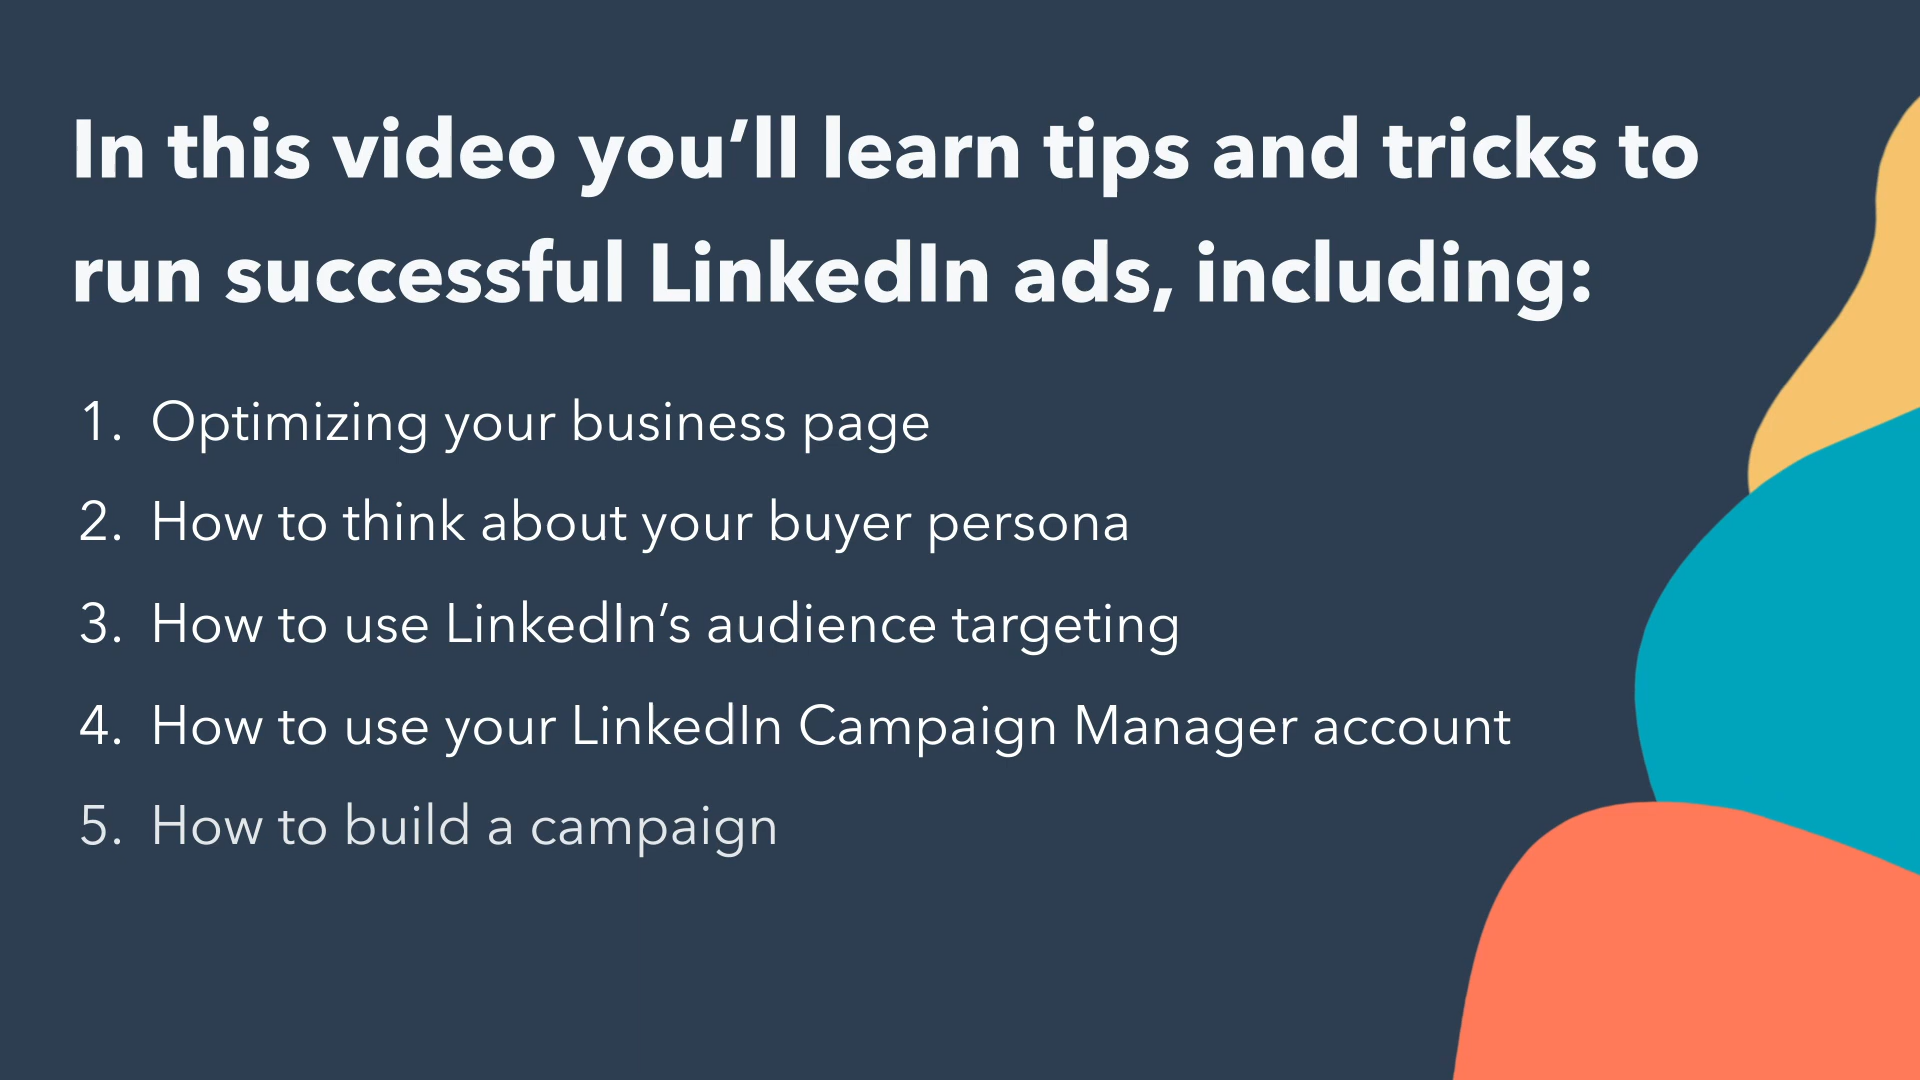 In this video you’ll learn tips and tricks to
run successful LinkedIn ads, including:
1. Optimizing your business page
2. How to think about your buyer persona
3. How to use LinkedIn’s audience targeting
4. How to use your LinkedIn Campaign Manager account
5. How to build a campaign